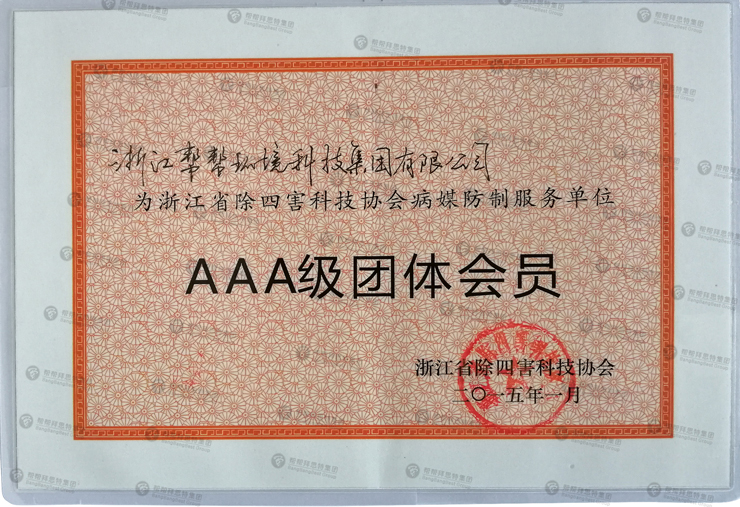 浙江帮帮环境科技集团有限公司
为浙江省除四害科技协会病媒防制服务单位
AAA级团体会员
浙江省除四害科技协会
二〇一五年一月